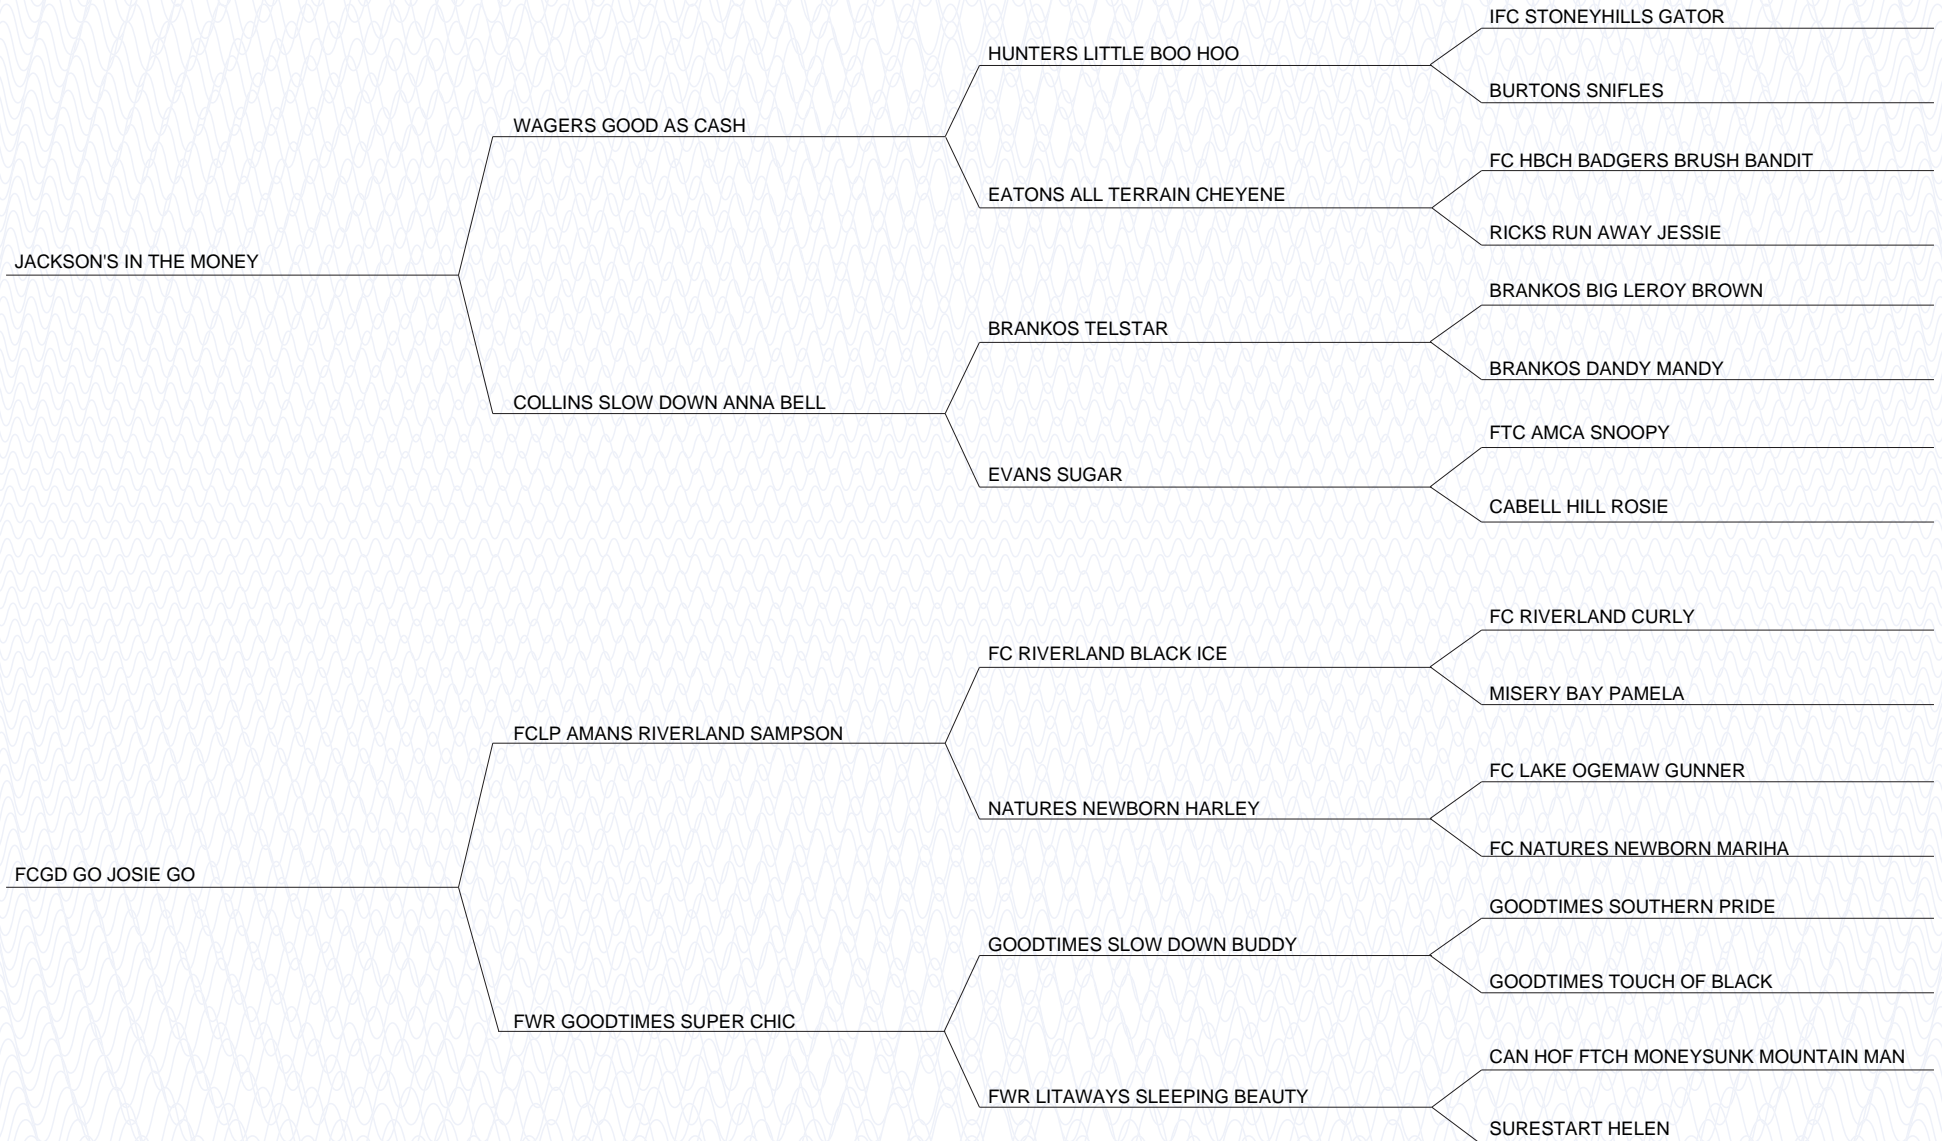 IFC STONEYHILLS GATOR
HUNTERS LITTLE BOO HOO
BURTONS SNIFLES
WAGERS GOOD AS CASH
FC HBCH BADGERS BRUSH BANDIT
EATONS ALL TERRAIN CHEYENE
RICKS RUN AWAY JESSIE
JACKSON'S IN THE MONEY
BRANKOS BIG LEROY BROWN
BRANKOS TELSTAR
BRANKOS DANDY MANDY
COLLINS SLOW DOWN ANNA BELL
FTC AMCA SNOOPY
EVANS SUGAR
CABELL HILL ROSIE
FC RIVERLAND CURLY
FC RIVERLAND BLACK ICE
MISERY BAY PAMELA
FCLP AMANS RIVERLAND SAMPSON
FC LAKE OGEMAW GUNNER
NATURES NEWBORN HARLEY
FC NATURES NEWBORN MARIHA
FCGD GO JOSIE GO
GOODTIMES SOUTHERN PRIDE
GOODTIMES SLOW DOWN BUDDY
GOODTIMES TOUCH OF BLACK
FWR GOODTIMES SUPER CHIC
CAN HOF FTCH MONEYSUNK MOUNTAIN MAN
FWR LITAWAYS SLEEPING BEAUTY
SURESTART HELEN